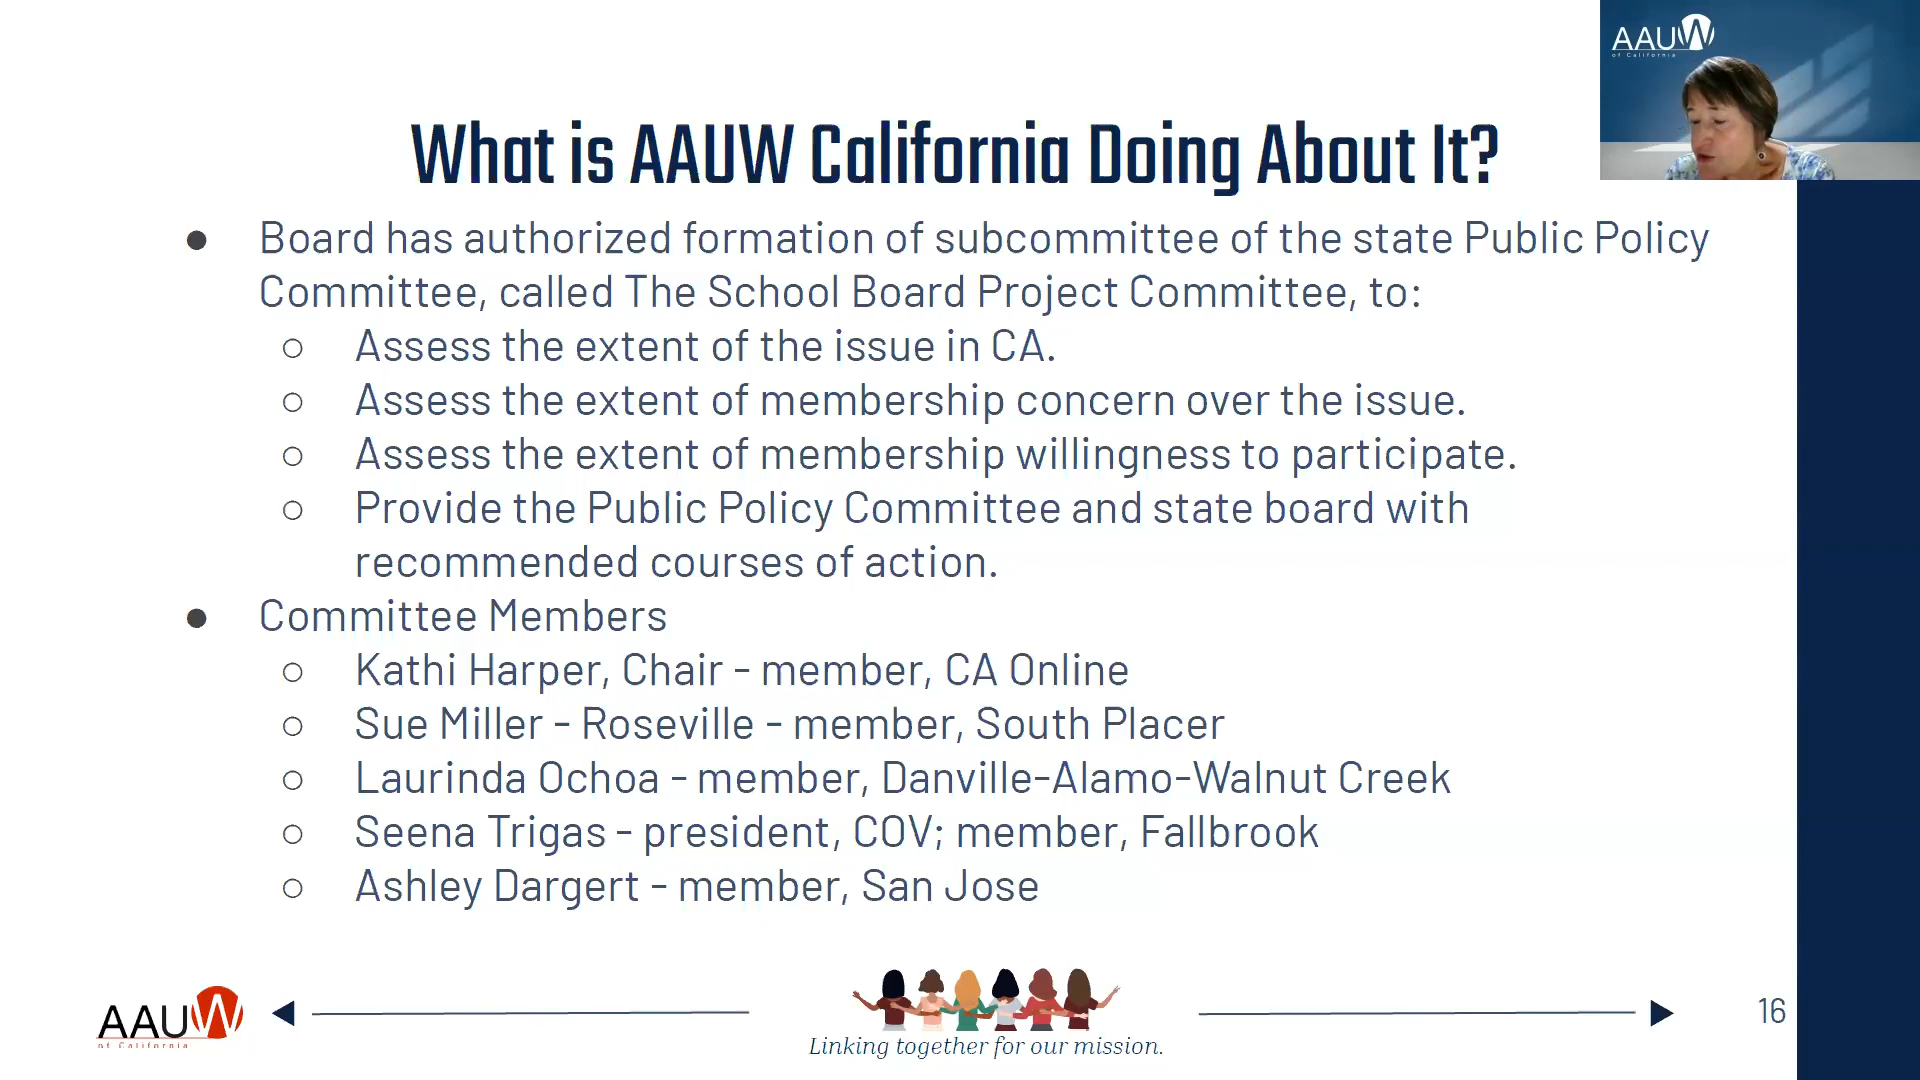 AAUW
of California
What is AAUW California Doing About It?
● Board has authorized formation of subcommittee of the state Public Policy
Committee, called The School Board Project Committee, to:
○ Assess the extent of the issue in CA.
○ Assess the extent of membership concern over the issue.
○ Assess the extent of membership willingness to participate.
○ Provide the Public Policy Committee and state board with
recommended courses of action.
● Committee Members
○ Kathi Harper, Chair - member, CA Online
○ Sue Miller - Roseville - member, South Placer
○ Laurinda Ochoa - member, Danville-Alamo-Walnut Creek
○ Seena Trigas - president, COV; member, Fallbrook
○ Ashley Dargert - member, San Jose
AAUW
of California
Linking together for our mission.
16